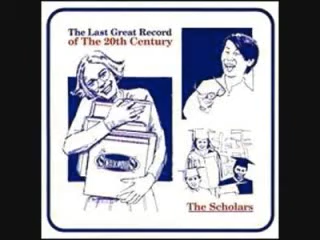 The Last Great Record
of The 20th Century
The Scholars